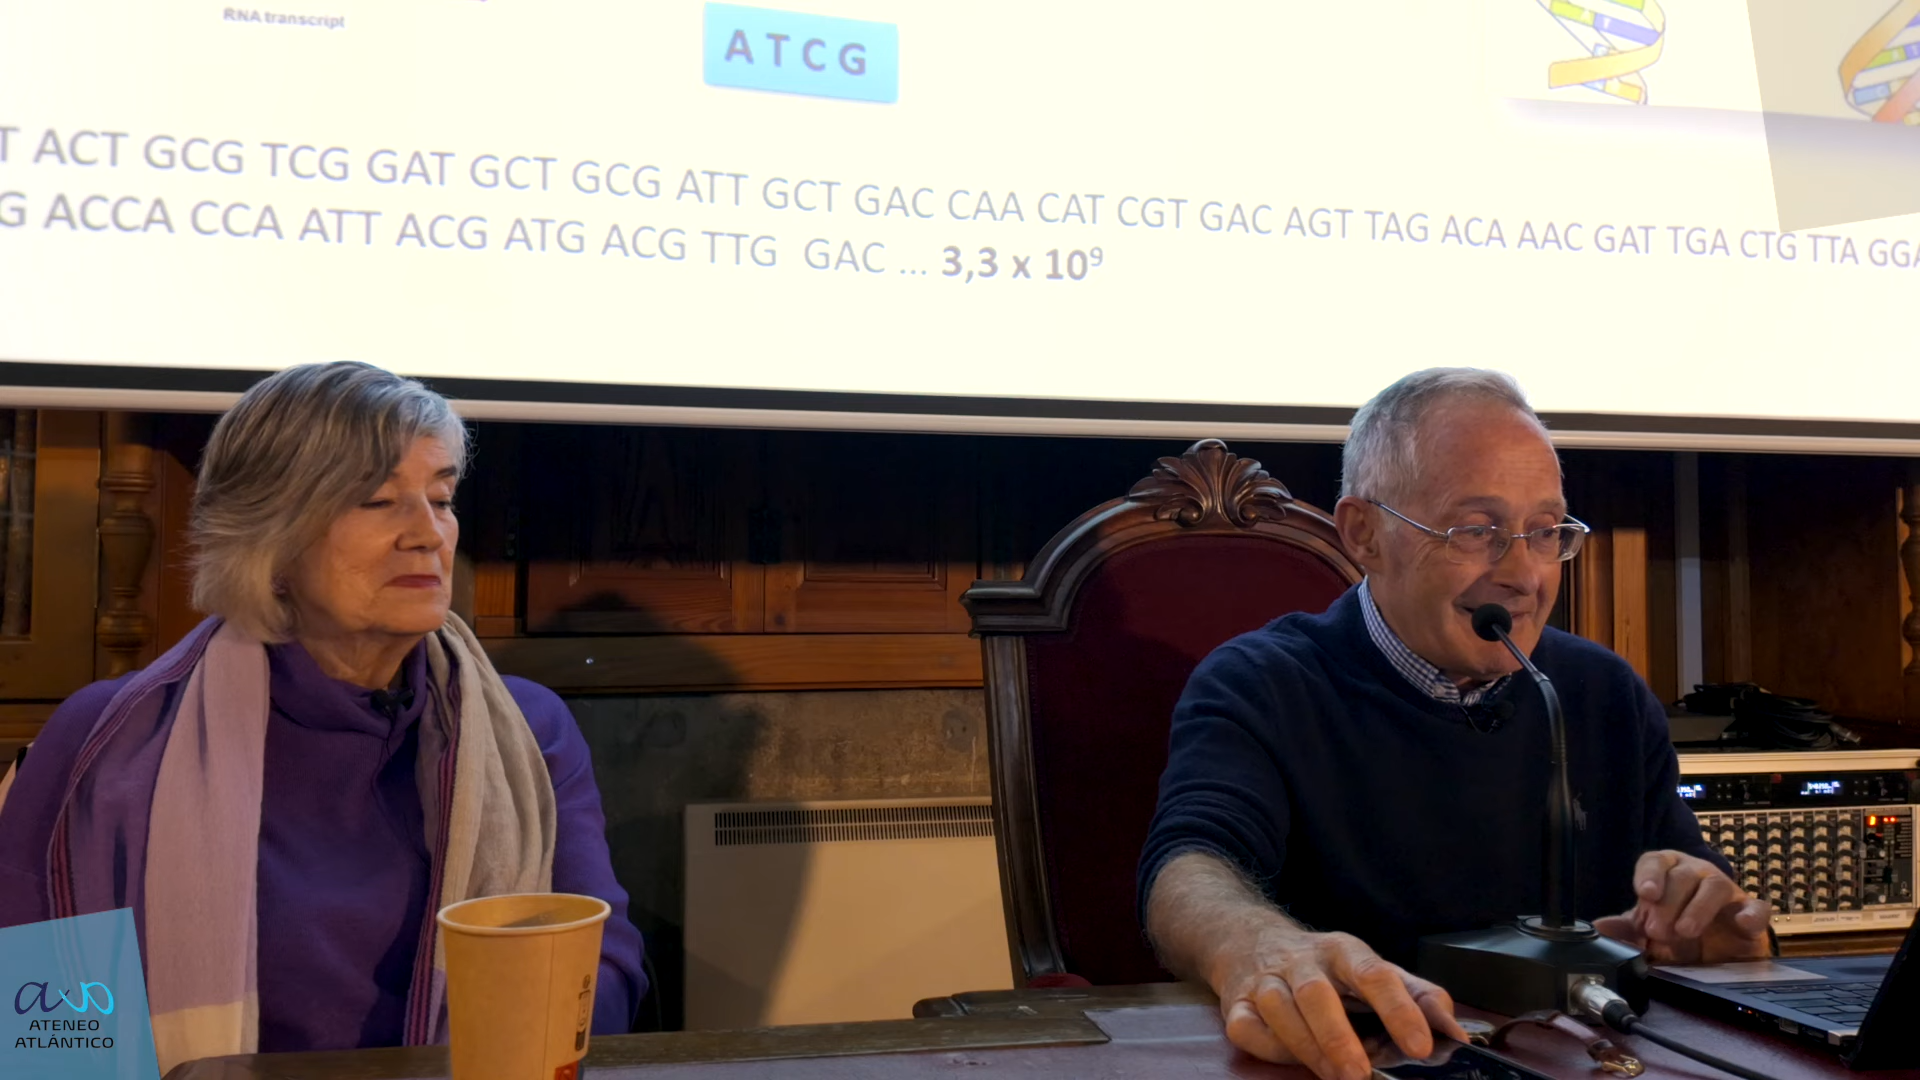 RNA transcript
A T C G
T ACT GCG TCG GAT GCT GCG ATT GCT GAC CAA CAT CGT GAC AGT TAG ACA AAC GAT TGA CTG TTA GGA
G ACCA CCA ATT ACG ATG ACG TTG GAC ... 3,3 x 10⁹
ATENEO
ATLÁNTICO